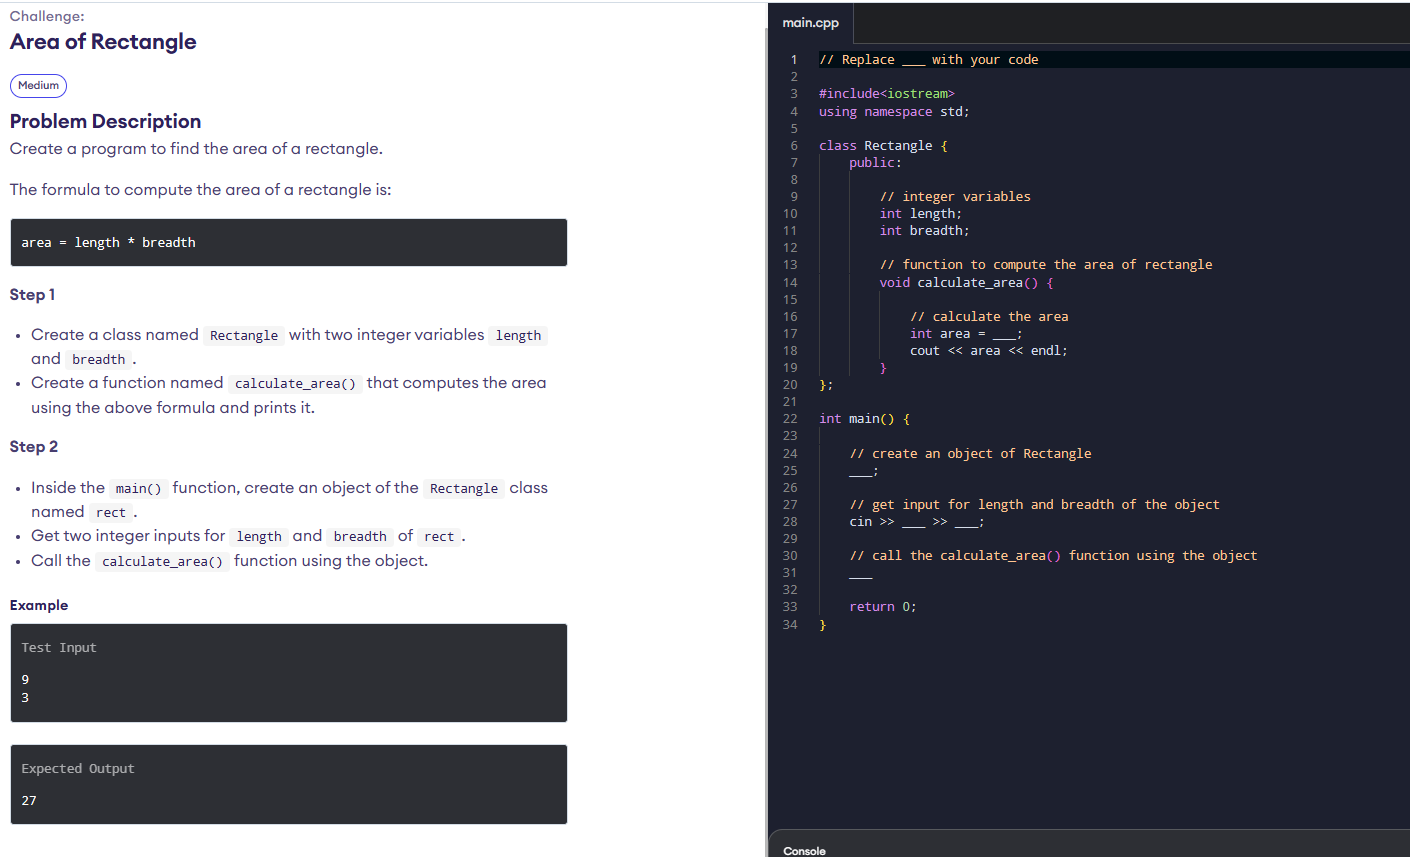 Challenge:
Area of Rectangle
Medium
Problem Description
Create a program to find the area of a rectangle.
The formula to compute the area of a rectangle is:
area = length * breadth
Step 1
• Create a class named Rectangle with two integer variables length
and breadth .
• Create a function named calculate_area() that computes the area
using the above formula and prints it.
Step 2
• Inside the main() function, create an object of the Rectangle class
named rect .
• Get two integer inputs for length and breadth of rect .
• Call the calculate_area() function using the object.
Example
Test Input
9
3
Expected Output
27
main.cpp
1 // Replace ___ with your code
2
3 #include<iostream>
4 using namespace std;
5
6 class Rectangle {
7 public:
8
9 // integer variables
10 int length;
11 int breadth;
12
13 // function to compute the area of rectangle
14 void calculate_area() {
15
16 // calculate the area
17 int area = ___;
18 cout << area << endl;
19 }
20 };
21
22 int main() {
23
24 // create an object of Rectangle
25 ___;
26
27 // get input for length and breadth of the object
28 cin >> ___ >> ___;
29
30 // call the calculate_area() function using the object
31 ___
32
33 return 0;
34 }
Console